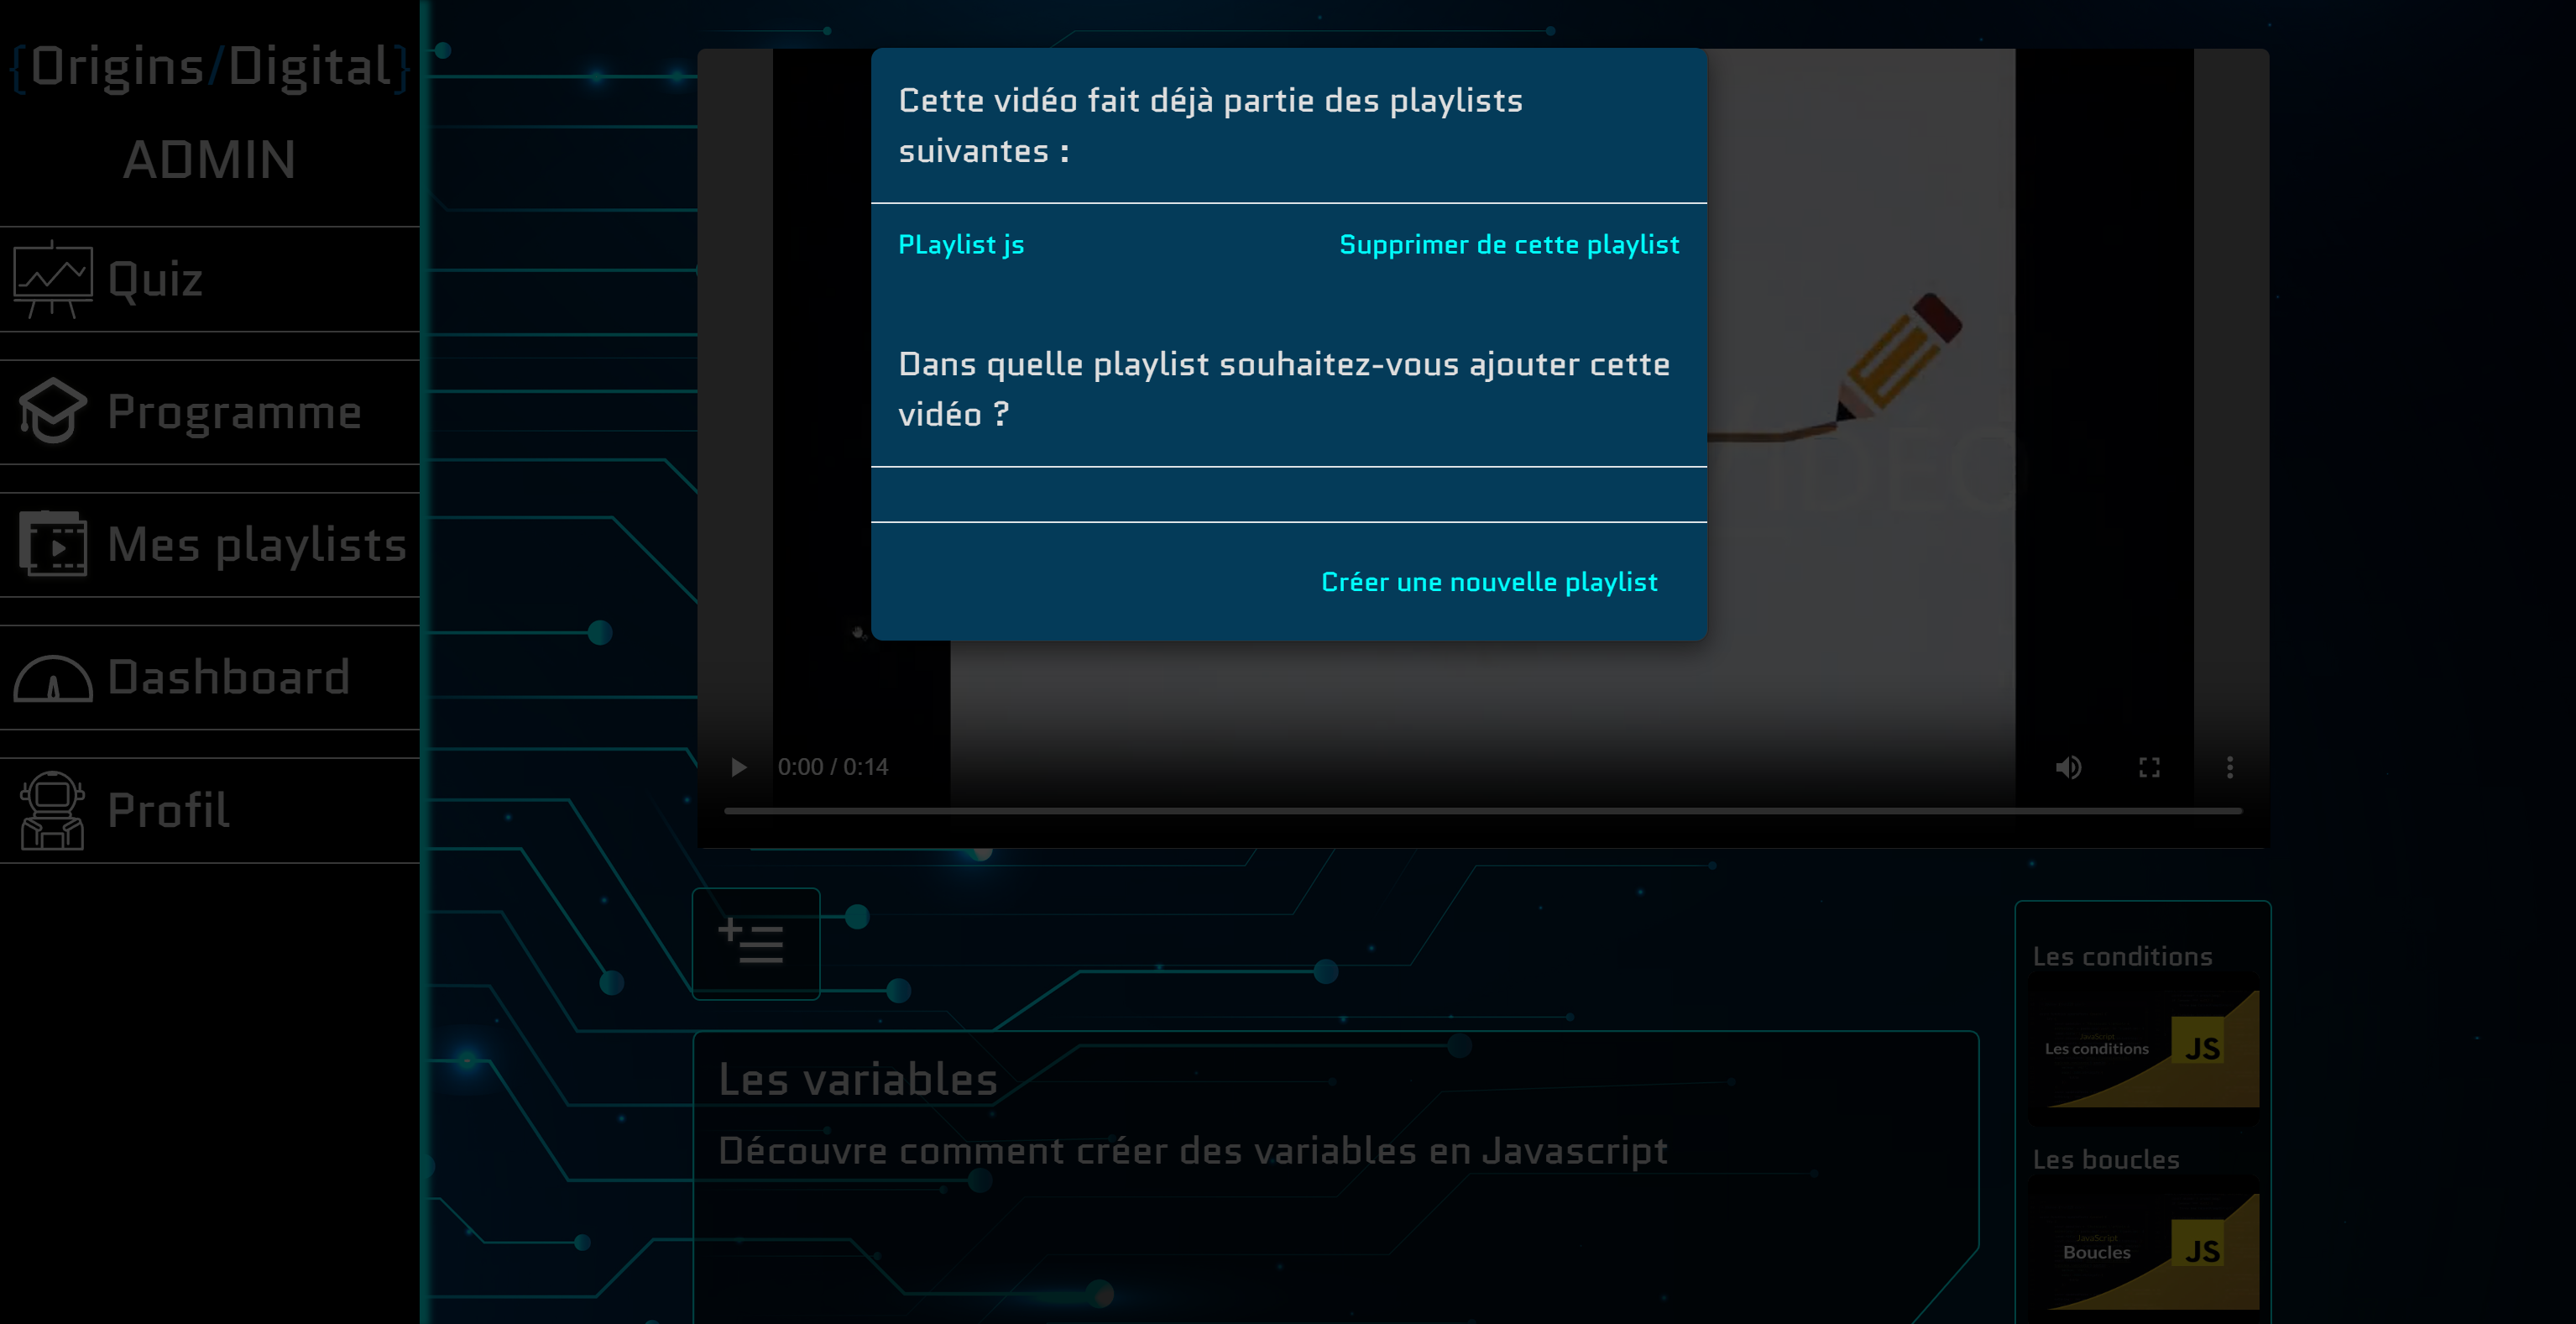 {Origins/Digital}
ADMIN
Quiz
Programme
Mes playlists
Dashboard
Profil
Cette vidéo fait déjà partie des playlists
suivantes :
PLaylist js
Supprimer de cette playlist
Dans quelle playlist souhaitez-vous ajouter cette
vidéo ?
Créer une nouvelle playlist
VIDÉO
0:00 / 0:14
Les variables
Découvre comment créer des variables en Javascript
Les conditions
JavaScript
Les conditions
JS
Les boucles
JavaScript
Boucles
JS